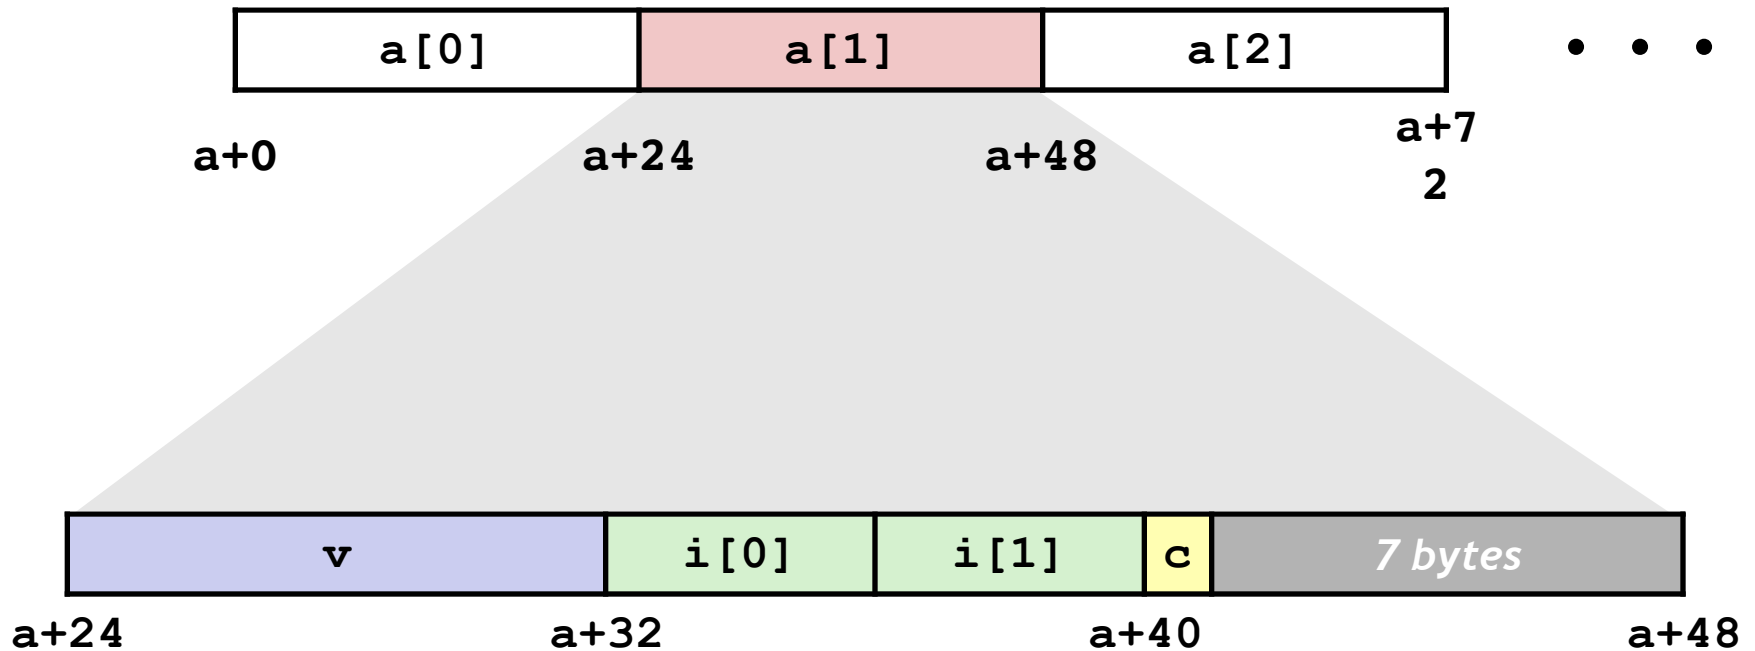 a[0] a[1] a[2] • • •
a+0 a+24 a+48 a+7
2
v i[0] i[1] c 7 bytes
a+24 a+32 a+40 a+48